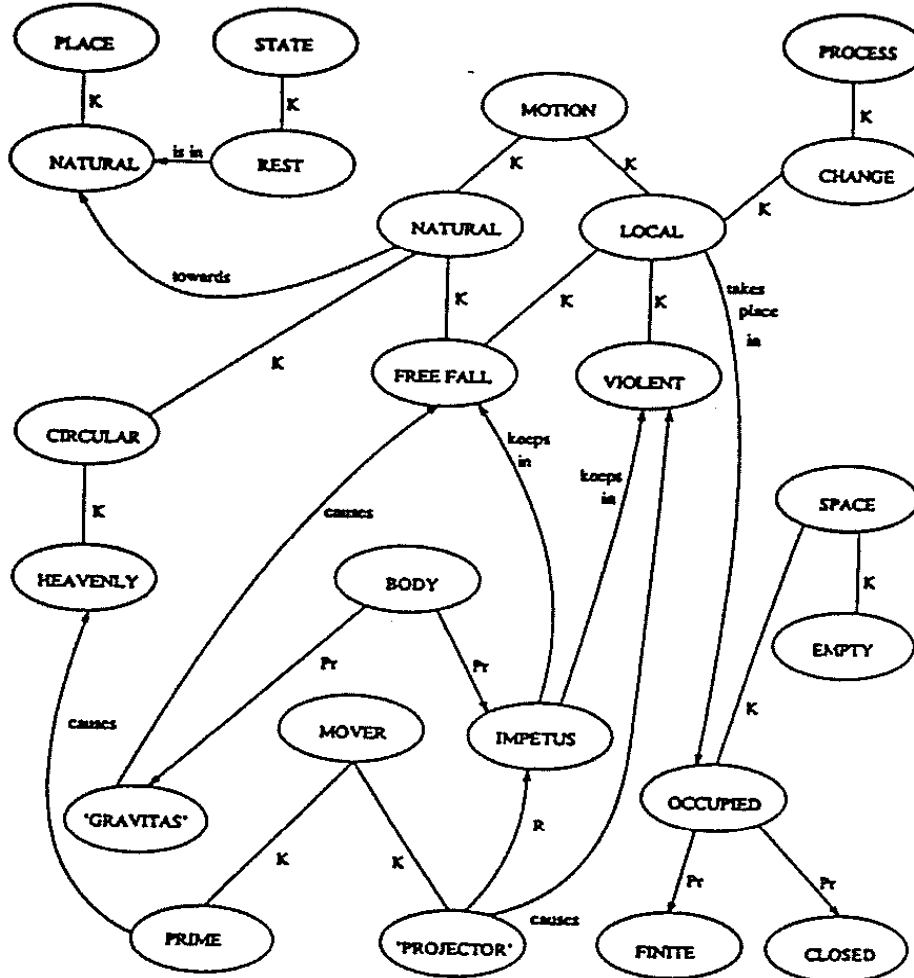 PLACE
STATE
PROCESS
K
K
MOTION
K
NATURAL
is in
REST
K
K
CHANGE
NATURAL
LOCAL
K
towards
K
K
K
takes
place
in
K
FREE FALL
VIOLENT
CIRCULAR
keeps
in
keeps
in
K
causes
SPACE
HEAVENLY
BODY
K
EMPTY
Pr
Pr
causes
MOVER
IMPETUS
K
"GRAVITAS"
OCCUPIED
K
K
R
Pr
Pr
PRIME
"PROJECTOR"
causes
FINITE
CLOSED